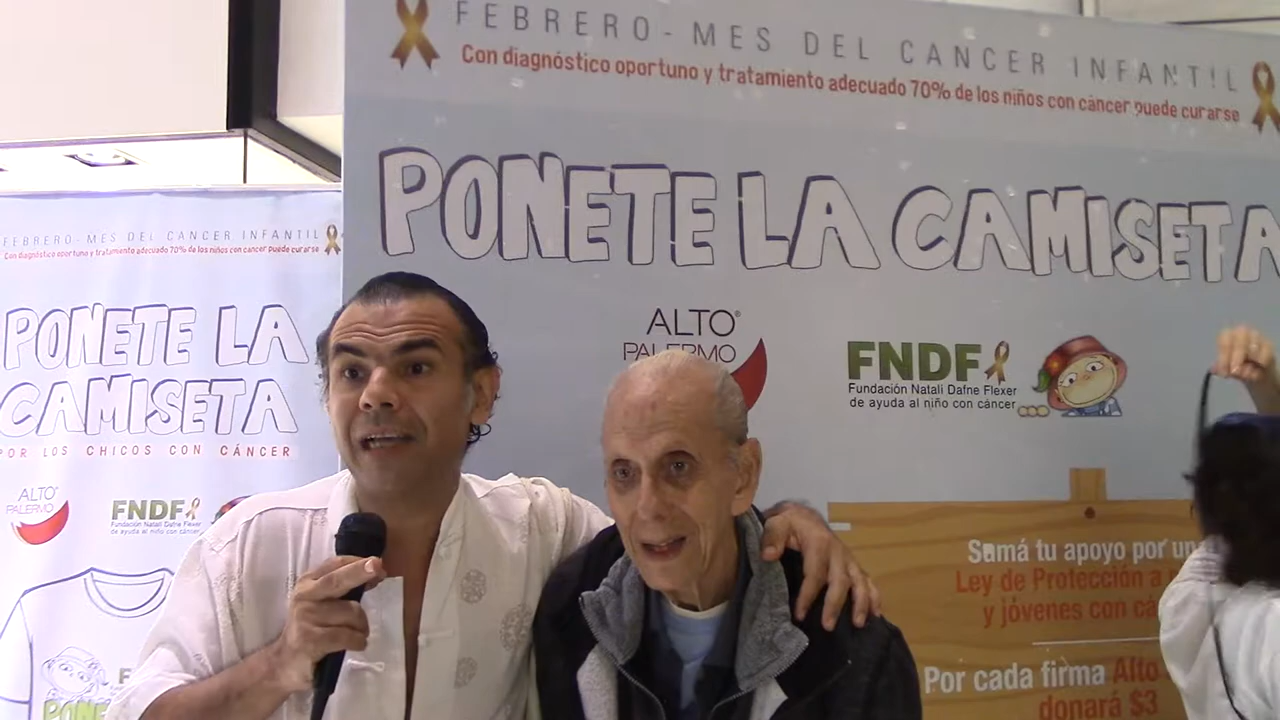 FEBRERO - MES DEL CANCER INFANTIL
Con diagnóstico oportuno y tratamiento adecuado 70% de los niños con cáncer puede curarse
PONETE LA CAMISETA
ALTO
PALERMO
FNDF
Fundación Natali Dafne Flexer
de ayuda al niño con cáncer
Sumá tu apoyo por un
Ley de Protección a
y jóvenes con cá
Por cada firma Alto
donará $3
FEBRERO - MES DEL CANCER INFANTIL
Con diagnóstico oportuno y tratamiento adecuado 70% de los niños con cancer puede curarse
PONETE LA
CAMISETA
POR LOS CHICOS CON CÁNCER
ALTO
PALERMO
FNDF
Fundación Natali Dafne Flexer
de ayuda al niño con cáncer
F
PONE